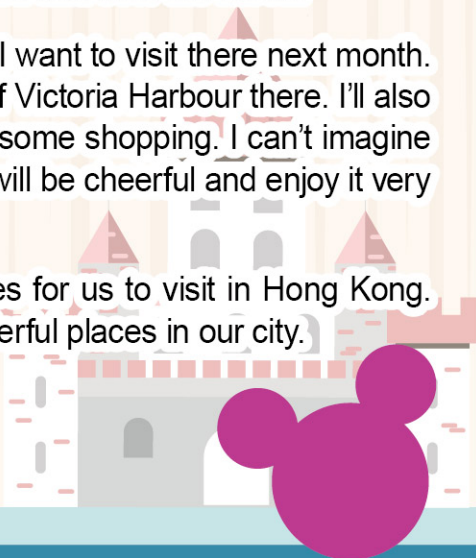 I want to visit there next month.
f Victoria Harbour there. I’ll also
some shopping. I can’t imagine
will be cheerful and enjoy it very
es for us to visit in Hong Kong.
erful places in our city.